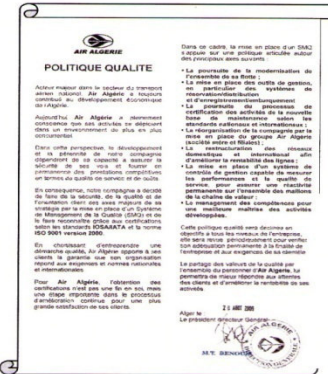 AIR ALGERIE
POLITIQUE QUALITE
Acteur majeur dans le secteur du transport
aérien national, Air Algérie a toujours
contribué au développement économique
de l'Algérie.
Aujourd'hui Air Algérie a pleinement
conscience que ses activités se déploient
dans un environnement de plus en plus
concurrentiel.
Dans cette perspective, le développement
et la pérennité de notre compagnie
dépendent de sa capacité à assurer la
sécurité de ses vols et fournir en
permanence des prestations compétitives
en termes de qualité de service et de coûts.
En conséquence, notre compagnie a décidé
de faire de la sécurité, de la qualité et de
l'orientation client des axes majeurs de sa
stratégie par la mise en place d'un Système
de Management de la Qualité (SMQ) et de
le faire reconnaître grâce aux certifications
selon les standards IOSA/IATA et la norme
ISO 9001 version 2000.
En choisissant d'entreprendre une
démarche qualité, Air Algérie apporte à ses
clients la garantie que son organisation
répond aux exigences et normes nationales
et internationales.
Pour Air Algérie, l'obtention des
certifications n'est pas une fin en soi, mais
une étape importante dans le processus
d'amélioration continue pour une plus
grande satisfaction de ses clients.
Dans ce cadre, la mise en place d'un SMQ
s'appuie sur une politique articulée autour
des principaux axes suivants :
• La poursuite de la modernisation de
l'ensemble de sa flotte ;
• La mise en place des outils de gestion,
en particulier des systèmes de
réservation/distribution
et d'enregistrement/embarquement
• La poursuite du processus de
certification des activités de la nouvelle
base de maintenance selon les
standards nationaux et internationaux ;
• La réorganisation de la compagnie par la
mise en place du groupe Air Algérie
(société mère et filiales) ;
• La restructuration des réseaux
domestique et international afin
d'améliorer la rentabilité des lignes ;
• La mise en place d'un système de
contrôle de gestion capable de mesurer
les performances et la qualité de
service, pour assurer une réactivité
permanente sur l'ensemble des maillons
de la chaîne de valeur ;
• Le management des compétences pour
une meilleure maîtrise des activités
développées.
Cette politique qualité sera déclinée en
objectifs à tous les niveaux de l'entreprise,
elle sera revue périodiquement pour vérifier
son adéquation permanente à la finalité de
l'entreprise et aux exigences de sa clientèle
Le partage des valeurs de la qualité par
l'ensemble du personnel d'Air Algérie, lui
permettra de mieux répondre aux attentes
des clients et d'améliorer la rentabilité de ses
activités.
Alger le
Le président directeur Général
AIR ALGERIE